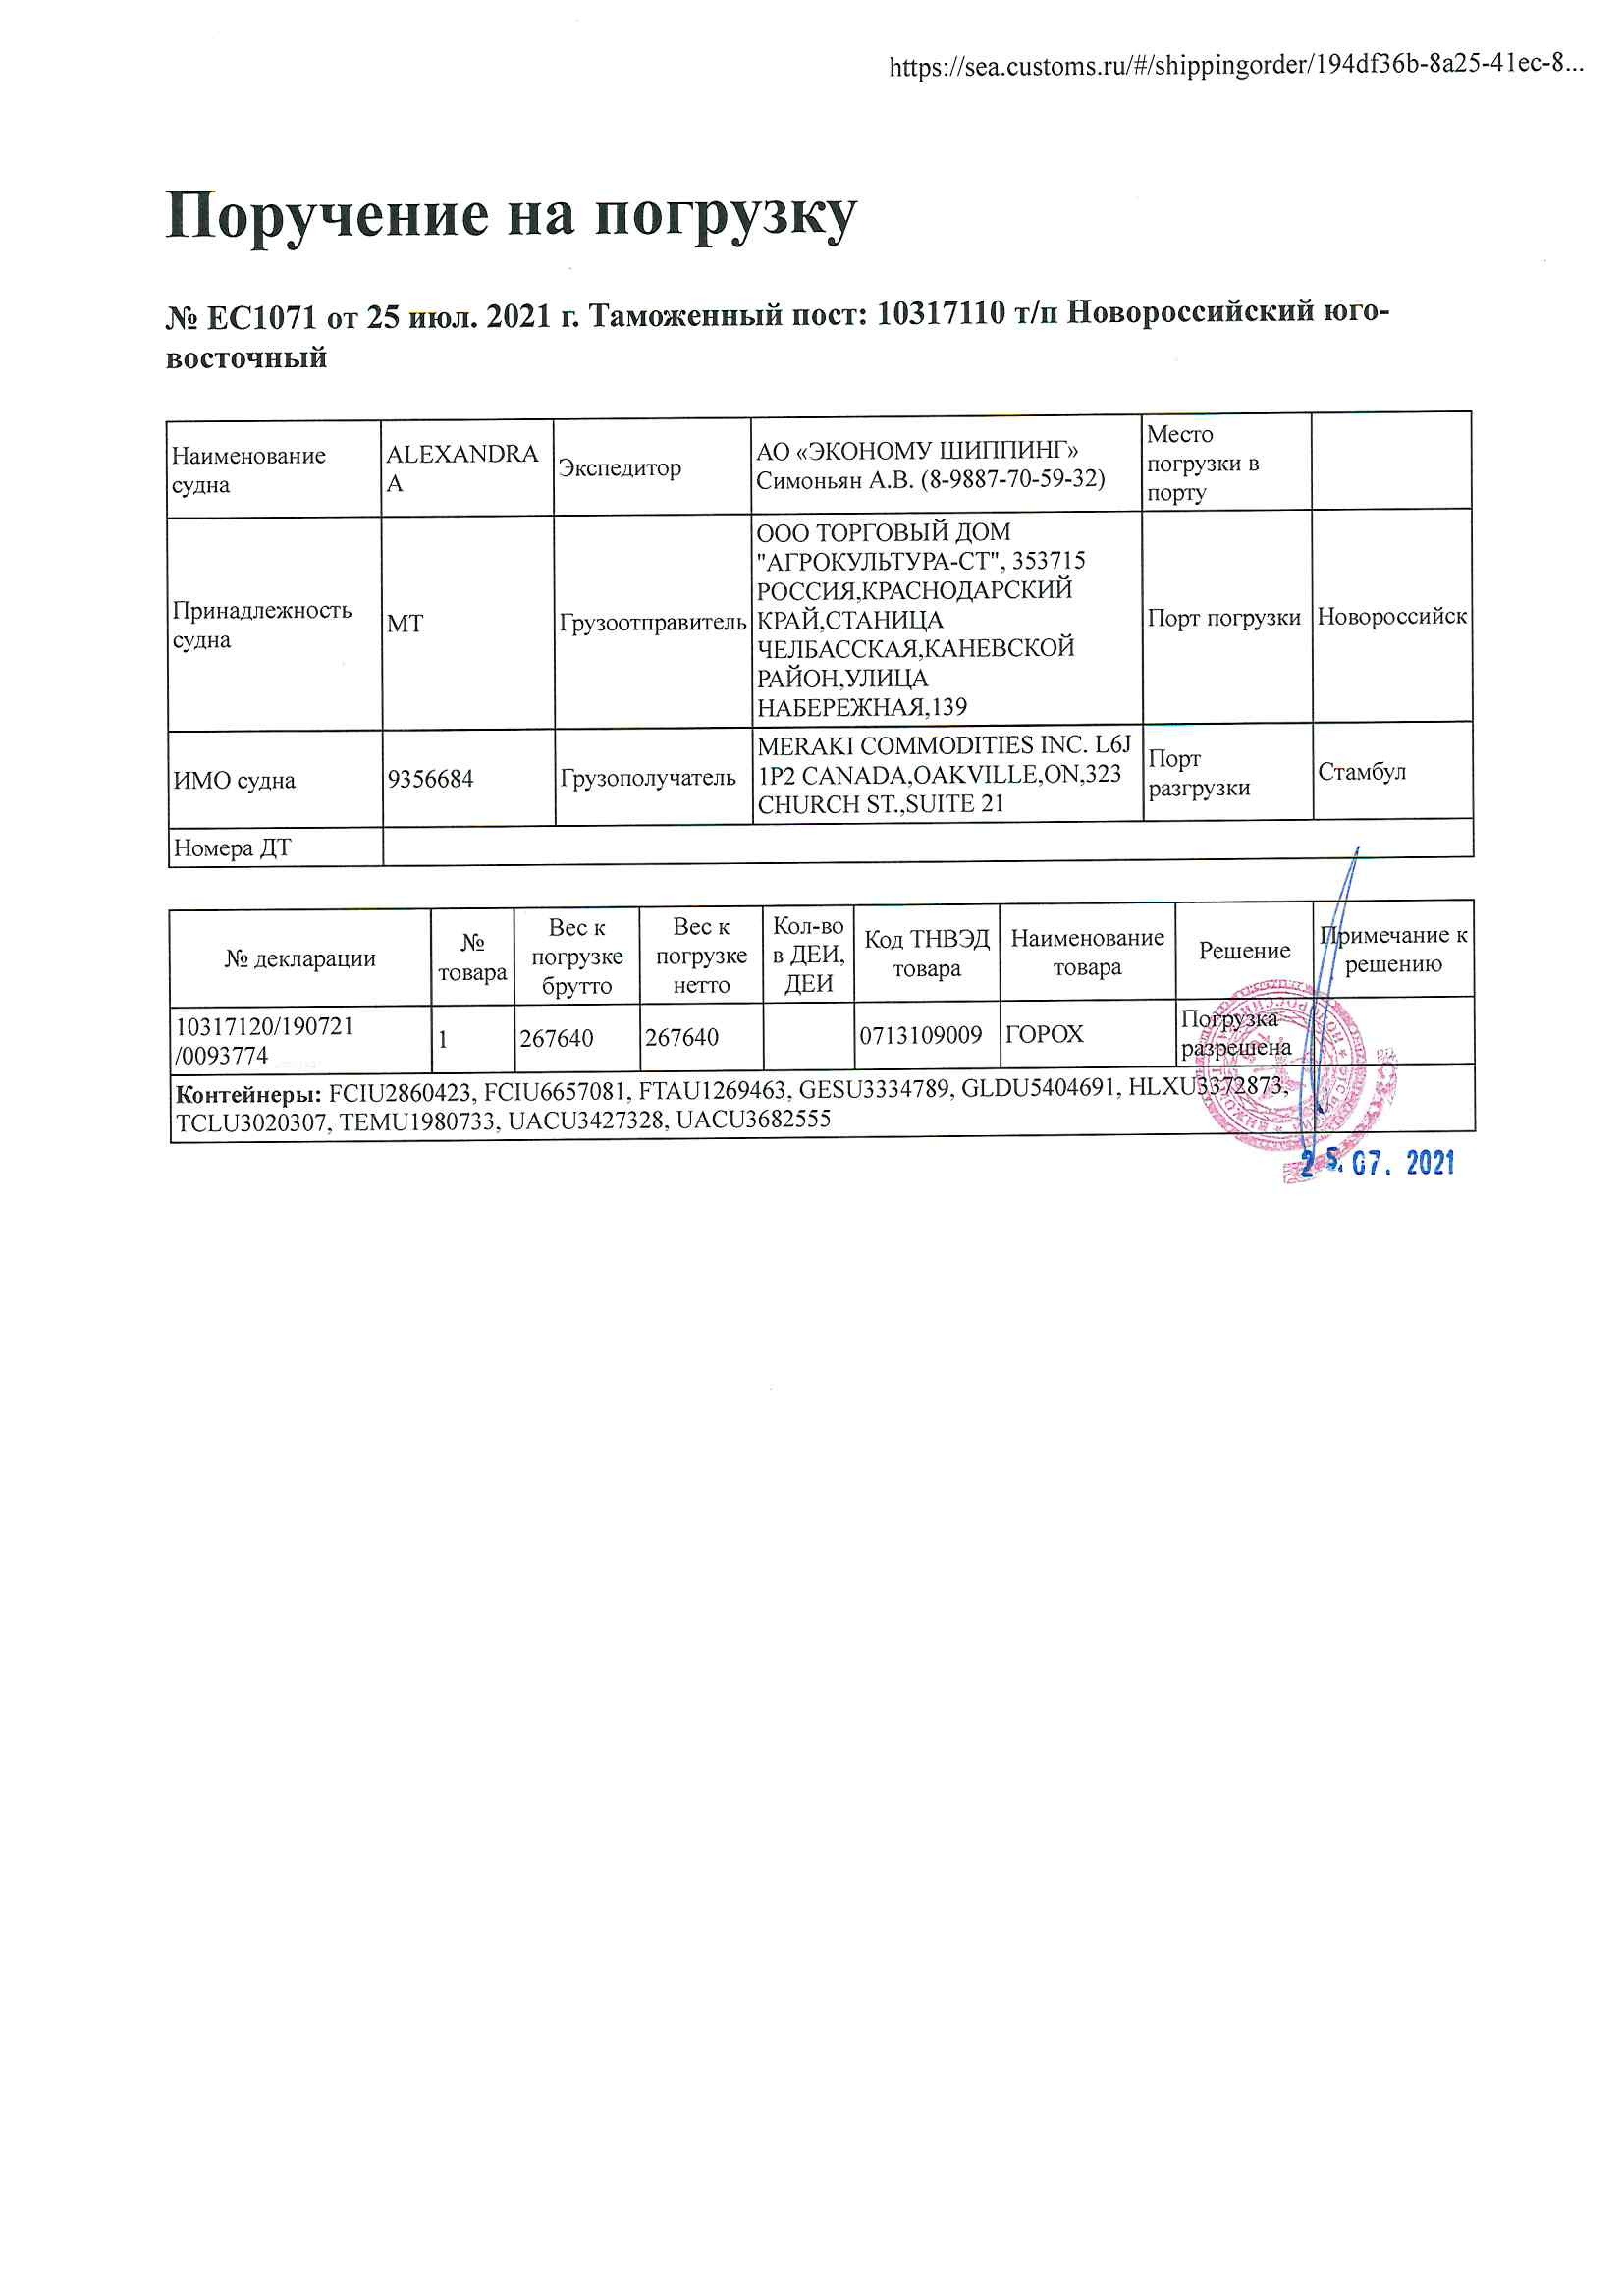 https://sea.customs.ru/#/shippingorder/194df36b-8a25-41ec-8...
Поручение на погрузку
№ ЕС1071 от 25 июл. 2021 г. Таможенный пост: 10317110 т/п Новороссийский юго-
восточный
Наименование
судна
ALEXANDRA
A
Экспедитор
АО «ЭКОНОМУ ШИППИНГ»
Симоньян А.В. (8-9887-70-59-32)
Место
погрузки в
порту
Принадлежность
судна
МТ
Грузоотправитель
ООО ТОРГОВЫЙ ДОМ
"АГРОКУЛЬТУРА-СТ", 353715
РОССИЯ,КРАСНОДАРСКИЙ
КРАЙ,СТАНИЦА
ЧЕЛБАССКАЯ,КАНЕВСКОЙ
РАЙОН,УЛИЦА
НАБЕРЕЖНАЯ,139
Порт погрузки
Новороссийск
ИМО судна
9356684
Грузополучатель
MERAKI COMMODITIES INC. L6J
1P2 CANADA,OAKVILLE,ON,323
CHURCH ST.,SUITE 21
Порт
разгрузки
Стамбул
Номера ДТ
№ декларации
№
товара
Вес к
погрузке
брутто
Вес к
погрузке
нетто
Кол-во
в ДЕИ,
ДЕИ
Код ТНВЭД
товара
Наименование
товара
Решение
Примечание к
решению
10317120/190721
/0093774
1
267640
267640
0713109009
ГОРОХ
Погрузка
разрешена
Контейнеры: FCIU2860423, FCIU6657081, FTAU1269463, GESU3334789, GLDU5404691, HLXU3372873,
TCLU3020307, TEMU1980733, UACU3427328, UACU3682555
25. 07. 2021